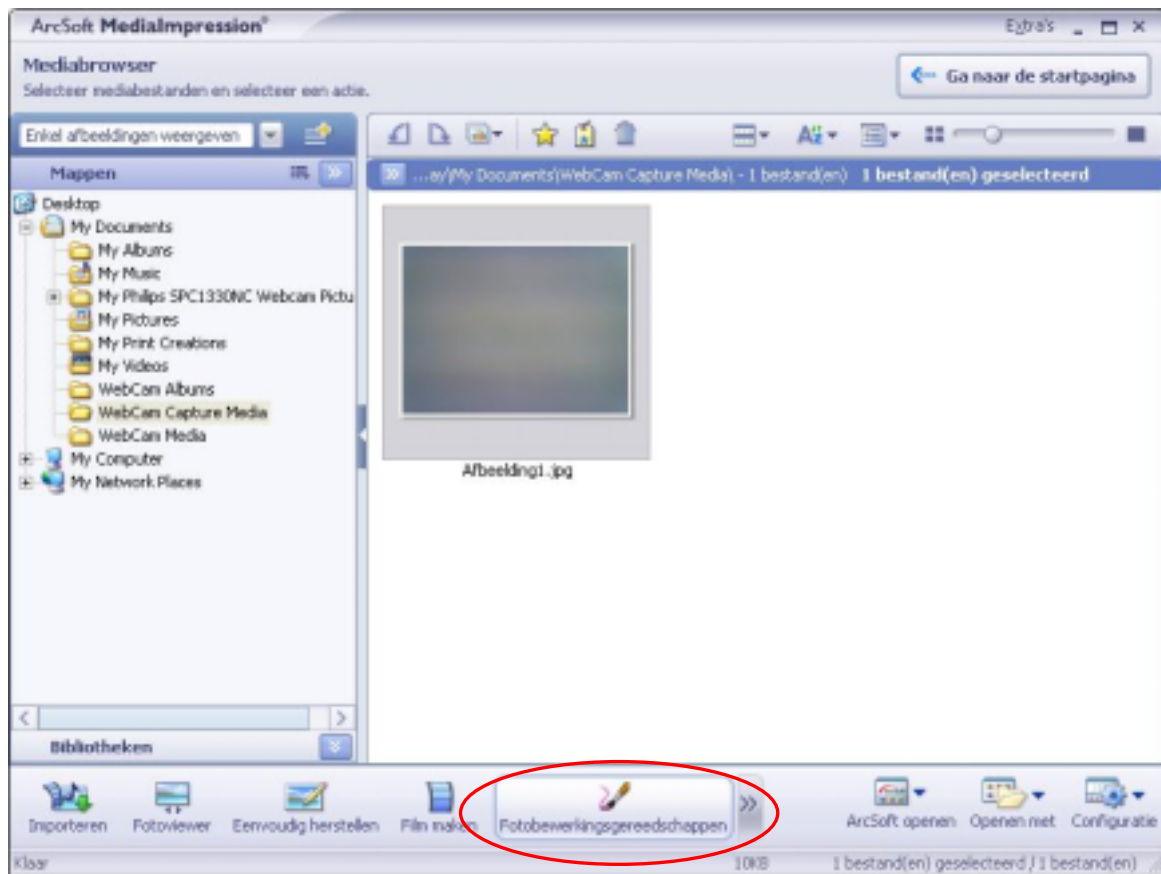 ArcSoft MediaImpression®
Extra's
Mediabrowser
Selecteer mediabestanden en selecteer een actie.
Ga naar de startpagina
Enkel afbeeldingen weergeven
Mappen
...ay\My Documents\WebCam Capture Media\ - 1 bestand(en) 1 bestand(en) geselecteerd
Desktop
My Documents
My Albums
My Music
My Philips SPC1330NC Webcam Pictu
My Pictures
My Print Creations
My Videos
WebCam Albums
WebCam Capture Media
WebCam Media
My Computer
My Network Places
Afbeelding1.jpg
Bibliotheken
Importeren
Fotoviewer
Eenvoudig herstellen
Film maken
Fotobewerkingsgereedschappen
ArcSoft openen
Openen met
Configuratie
Klaar
10KB
1 bestand(en) geselecteerd / 1 bestand(en)